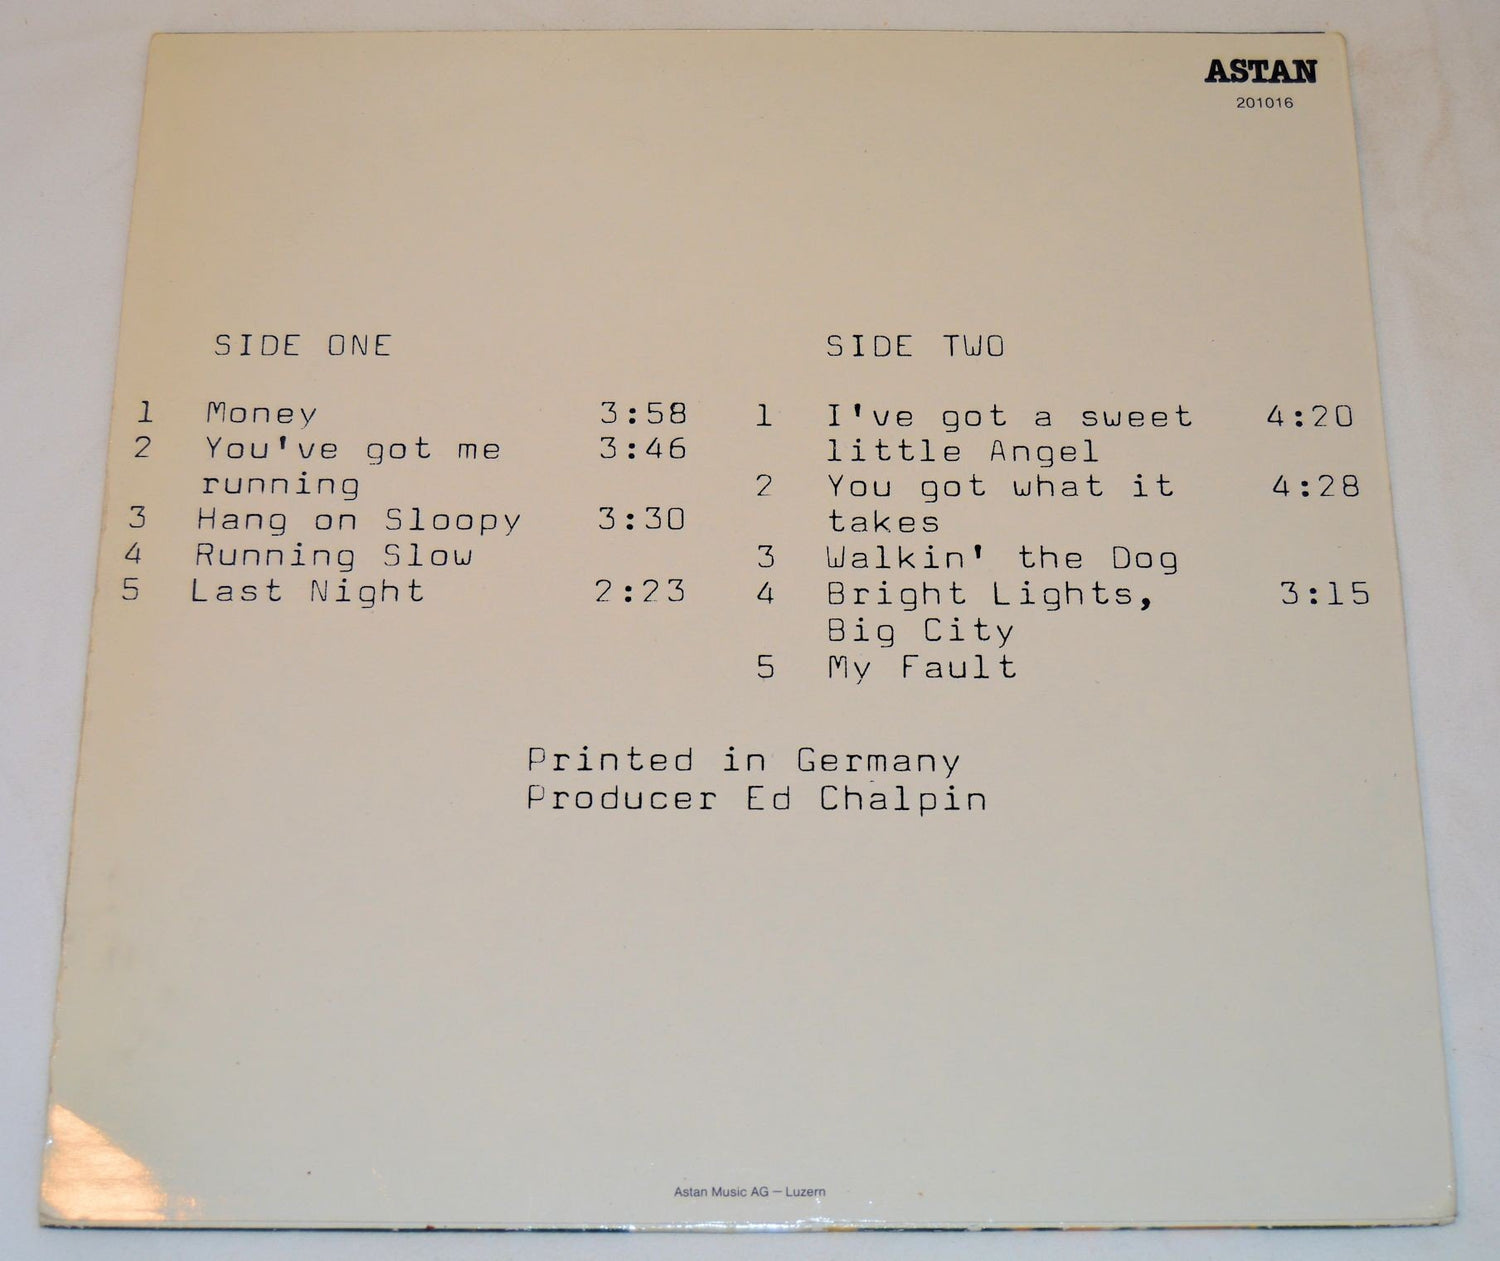 ASTAN
201016
SIDE ONE
1 Money 3:58
2 You've got me 3:46
running
3 Hang on Sloopy 3:30
4 Running Slow
5 Last Night 2:23
SIDE TWO
1 I've got a sweet 4:20
little Angel
2 You got what it 4:28
takes
3 Walkin' the Dog
4 Bright Lights, 3:15
Big City
5 My Fault
Printed in Germany
Producer Ed Chalpin
Astan Music AG – Luzern